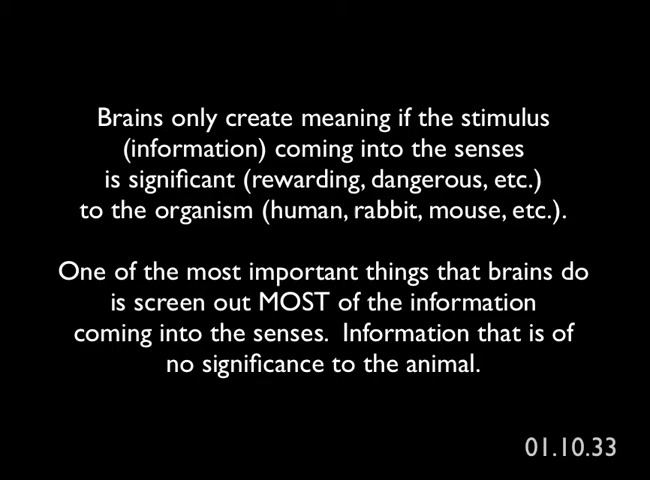 Brains only create meaning if the stimulus
(information) coming into the senses
is significant (rewarding, dangerous, etc.)
to the organism (human, rabbit, mouse, etc.).
One of the most important things that brains do
is screen out MOST of the information
coming into the senses.  Information that is of
no significance to the animal.
01.10.33